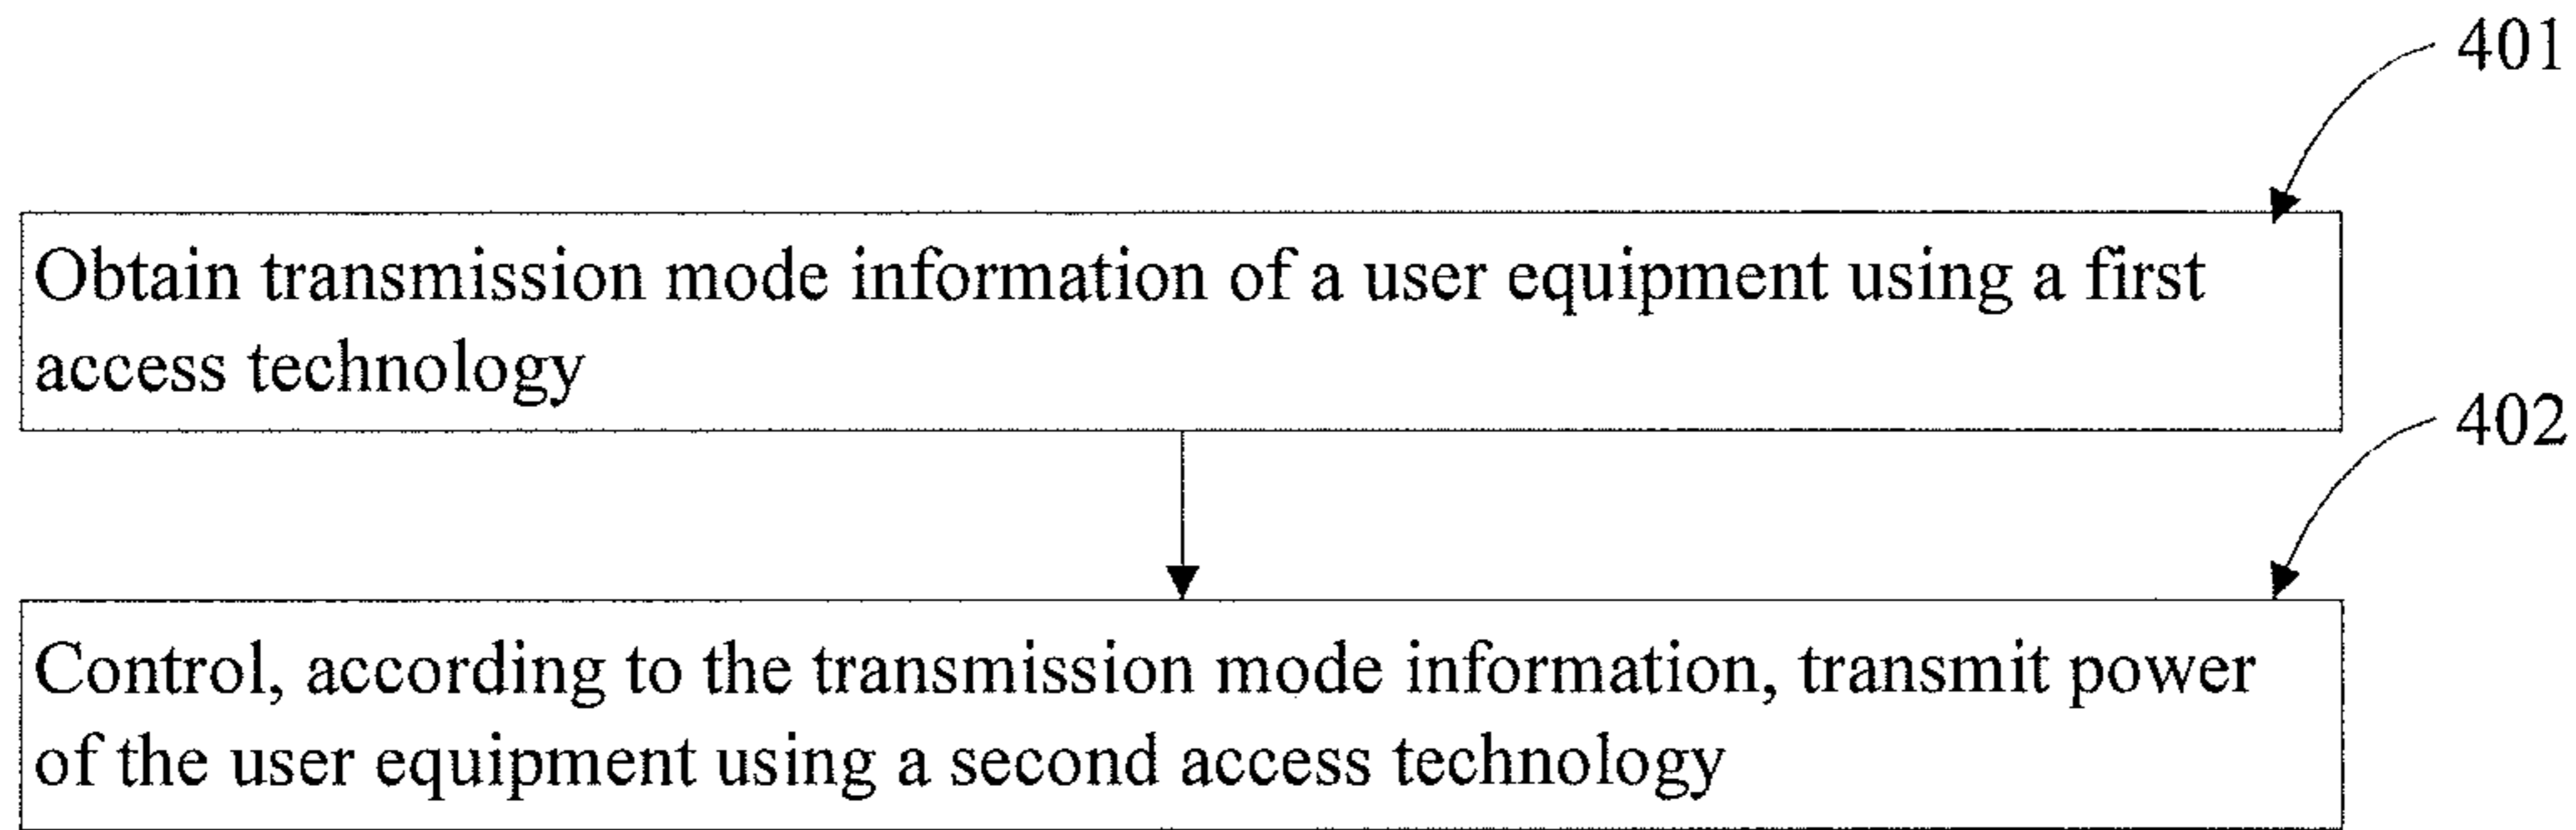 401
Obtain transmission mode information of a user equipment using a first
access technology
402
Control, according to the transmission mode information, transmit power
of the user equipment using a second access technology